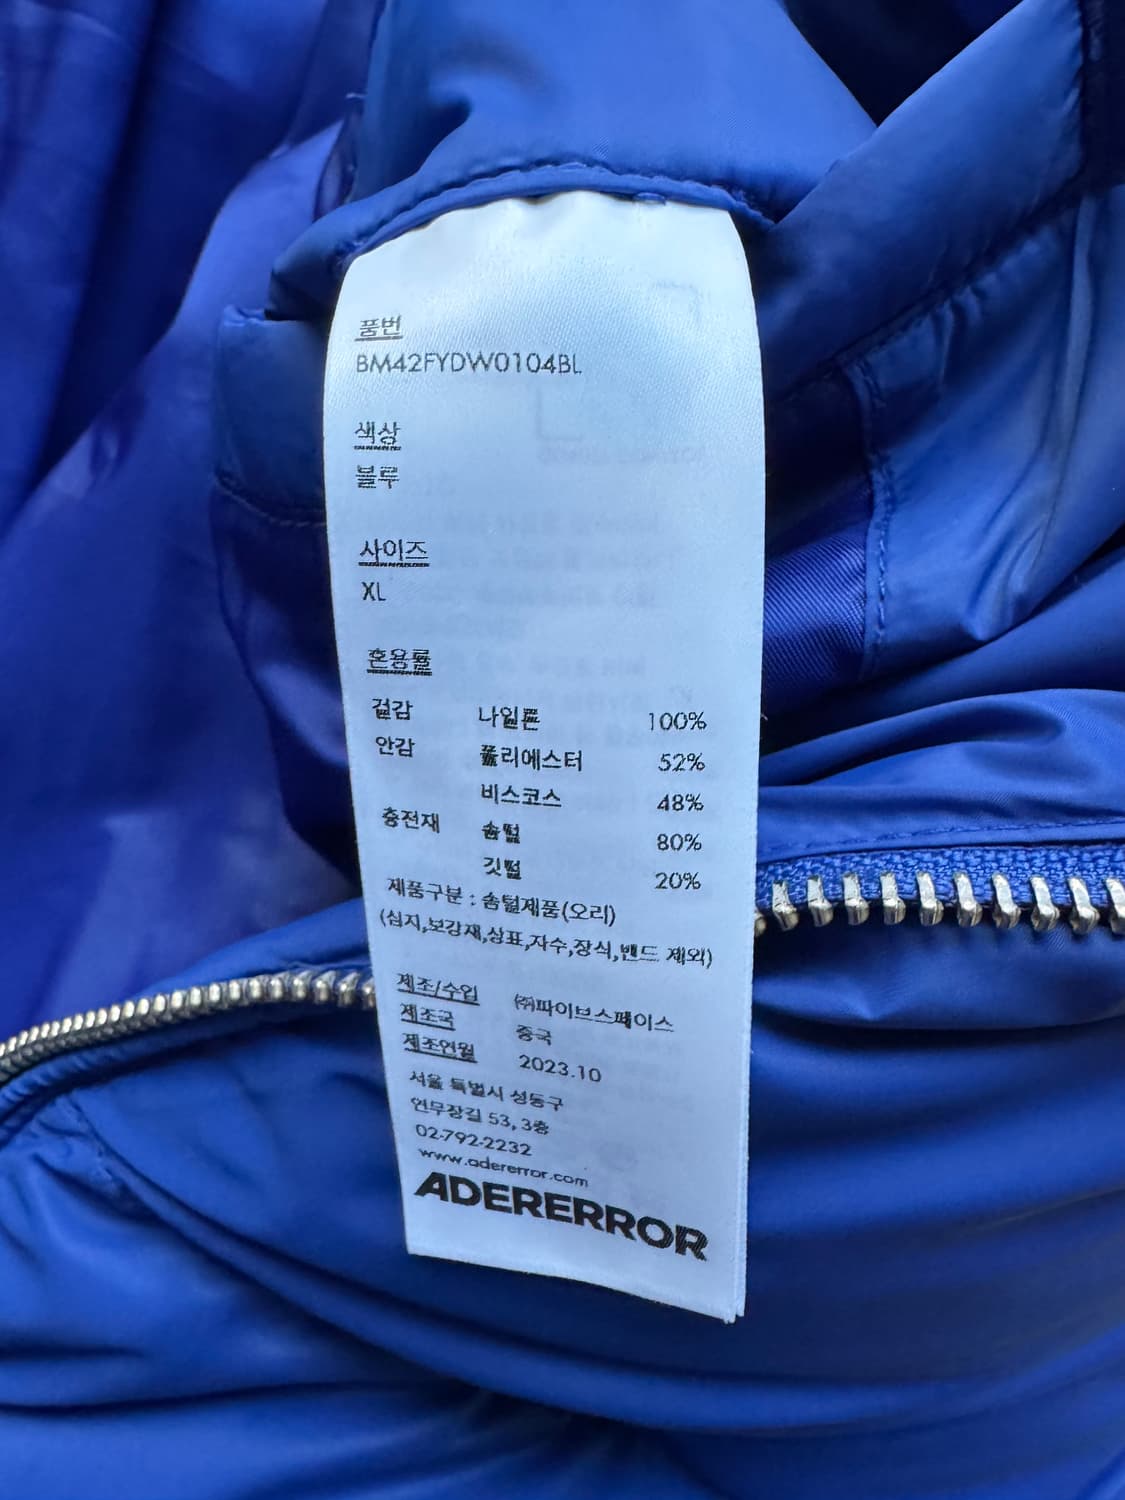 품번
BM42FYDW0104BL
색상
블루
사이즈
XL
혼용률
겉감 나일론 100%
안감 폴리에스터 52%
비스코스 48%
충전재 솜털 80%
깃털 20%
제품구분 : 솜털제품(오리)
(심지,보강재,상표,자수,장식,밴드 제외)
제조/수입 ㈜파이브스페이스
제조국 중국
제조연월 2023.10
서울 특별시 성동구
연무장길 53, 3층
02-792-2232
www.adererror.com
ADERERROR